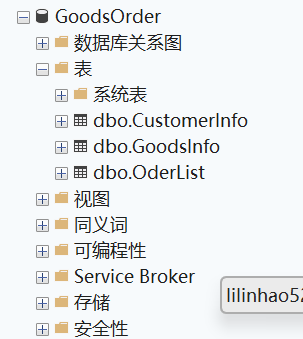 GoodsOrder
数据库关系图
表
系统表
dbo.CustomerInfo
dbo.GoodsInfo
dbo.OderList
视图
同义词
可编程性
Service Broker
存储
lilinhao52
安全性